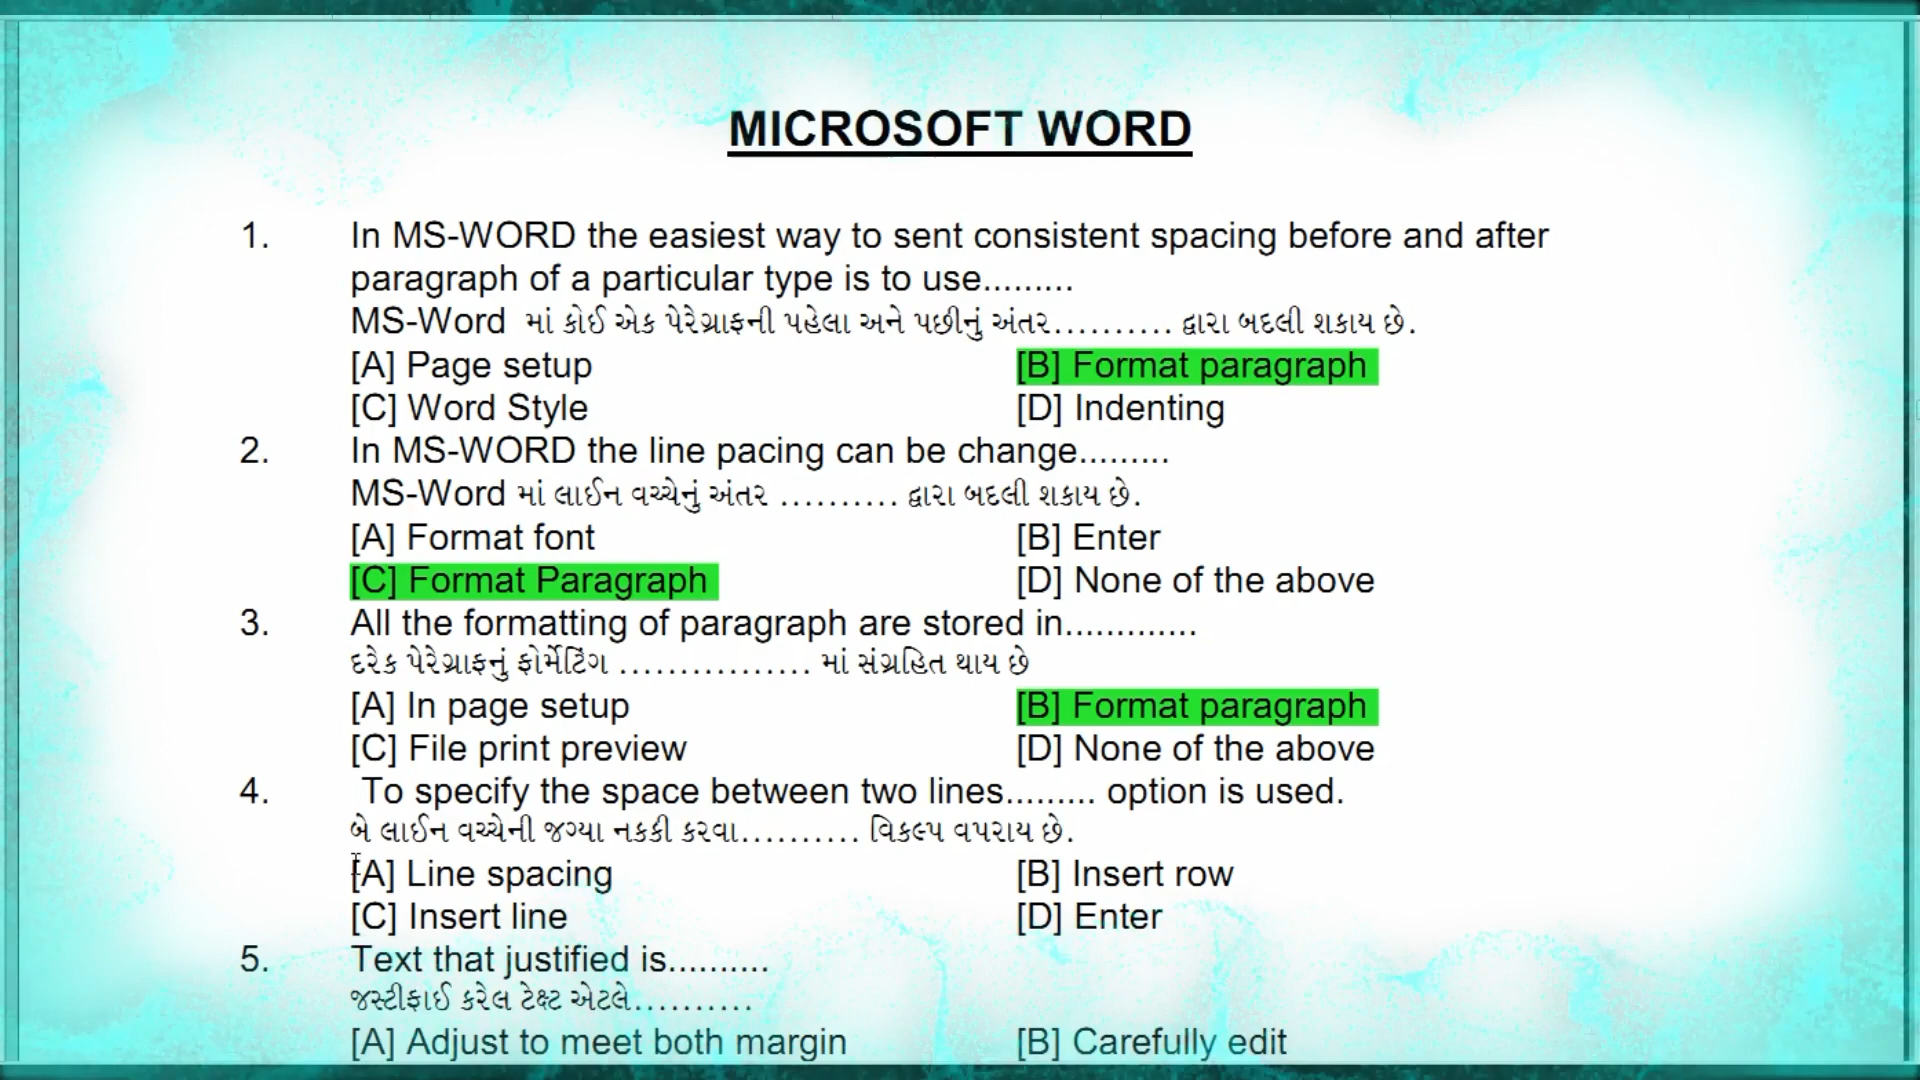 MICROSOFT WORD
1. In MS-WORD the easiest way to sent consistent spacing before and after
paragraph of a particular type is to use.........
MS-Word માં કોઈ એક પેરેગ્રાફની પહેલા અને પછીનું અંતર.......... દ્વારા બદલી શકાય છે.
[A] Page setup [B] Format paragraph
[C] Word Style [D] Indenting
2. In MS-WORD the line pacing can be change.........
MS-Word માં લાઈન વચ્ચેનું અંતર .......... દ્વારા બદલી શકાય છે.
[A] Format font [B] Enter
[C] Format Paragraph [D] None of the above
3. All the formatting of paragraph are stored in.............
દરેક પેરેગ્રાફનું ફોર્મેટિંગ ................ માં સંગ્રહિત થાય છે
[A] In page setup [B] Format paragraph
[C] File print preview [D] None of the above
4. To specify the space between two lines......... option is used.
બે લાઈન વચ્ચેની જગ્યા નકકી કરવા.......... વિકલ્પ વપરાય છે.
[A] Line spacing [B] Insert row
[C] Insert line [D] Enter
5. Text that justified is..........
જસ્ટીફાઈ કરેલ ટેક્ષ્ટ એટલે..........
[A] Adjust to meet both margin [B] Carefully edit